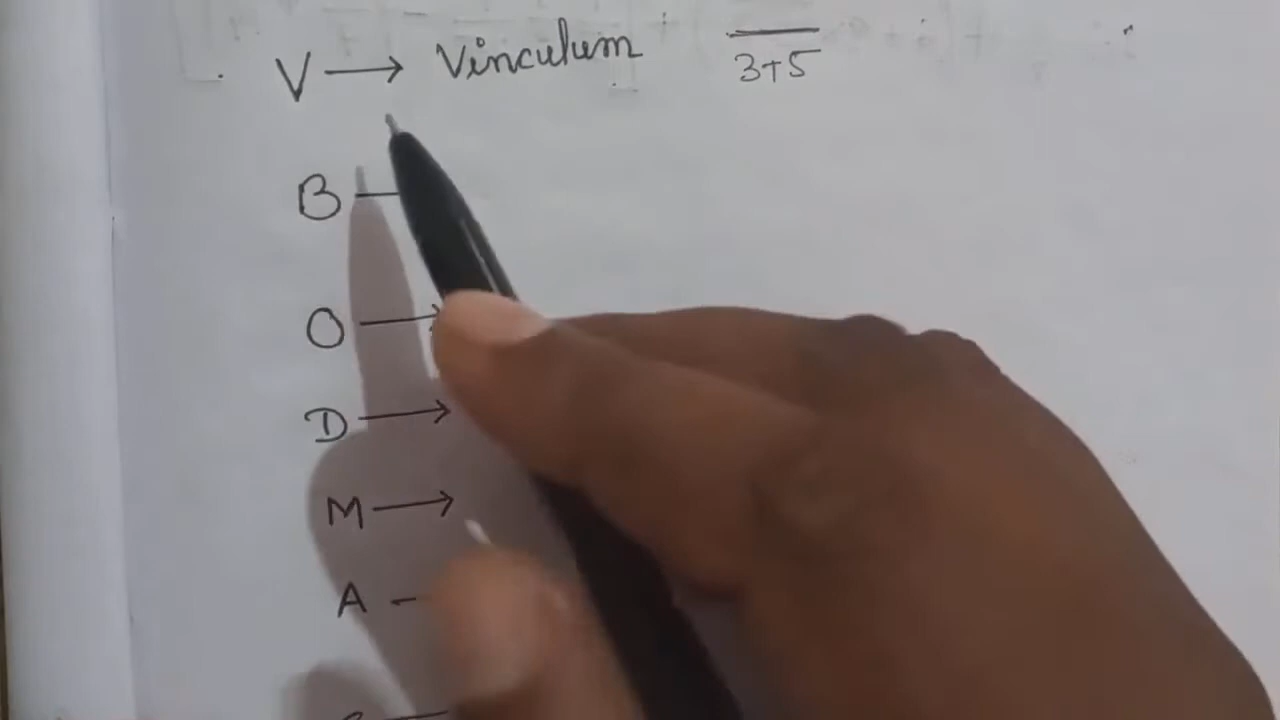 V → Vinculum 3+5
B
O →
D →
M →
A